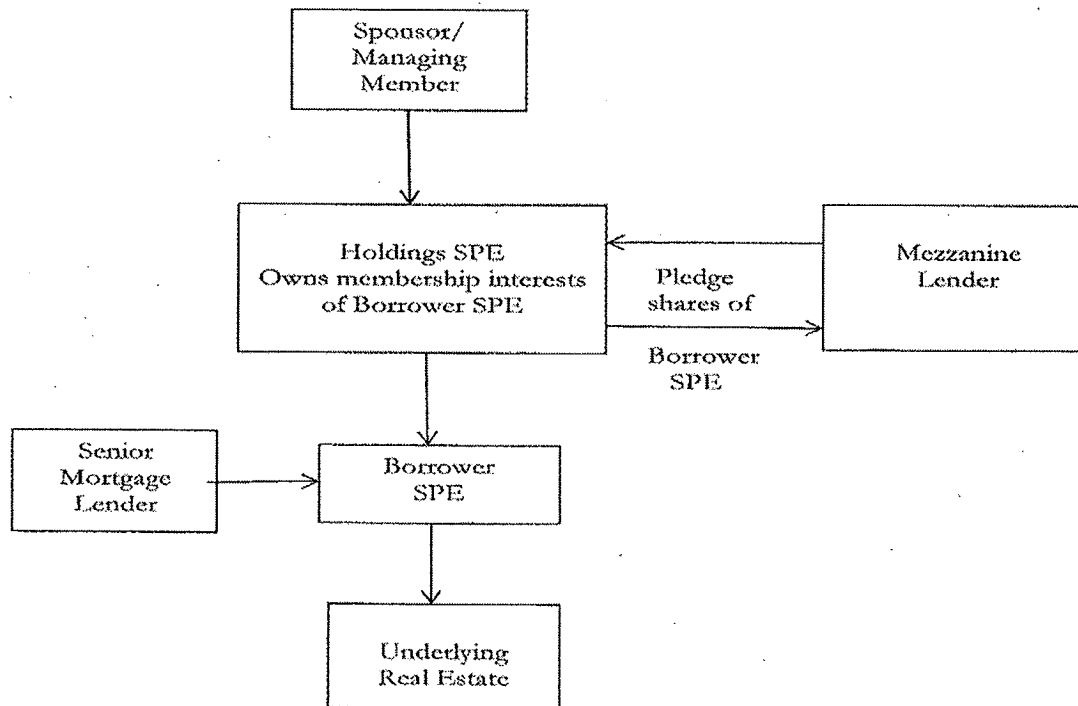 Sponsor/
Managing
Member
Holdings SPE
Owns membership interests
of Borrower SPE
Pledge
shares of
Borrower
SPE
Mezzanine
Lender
Senior
Mortgage
Lender
Borrower
SPE
Underlying
Real Estate